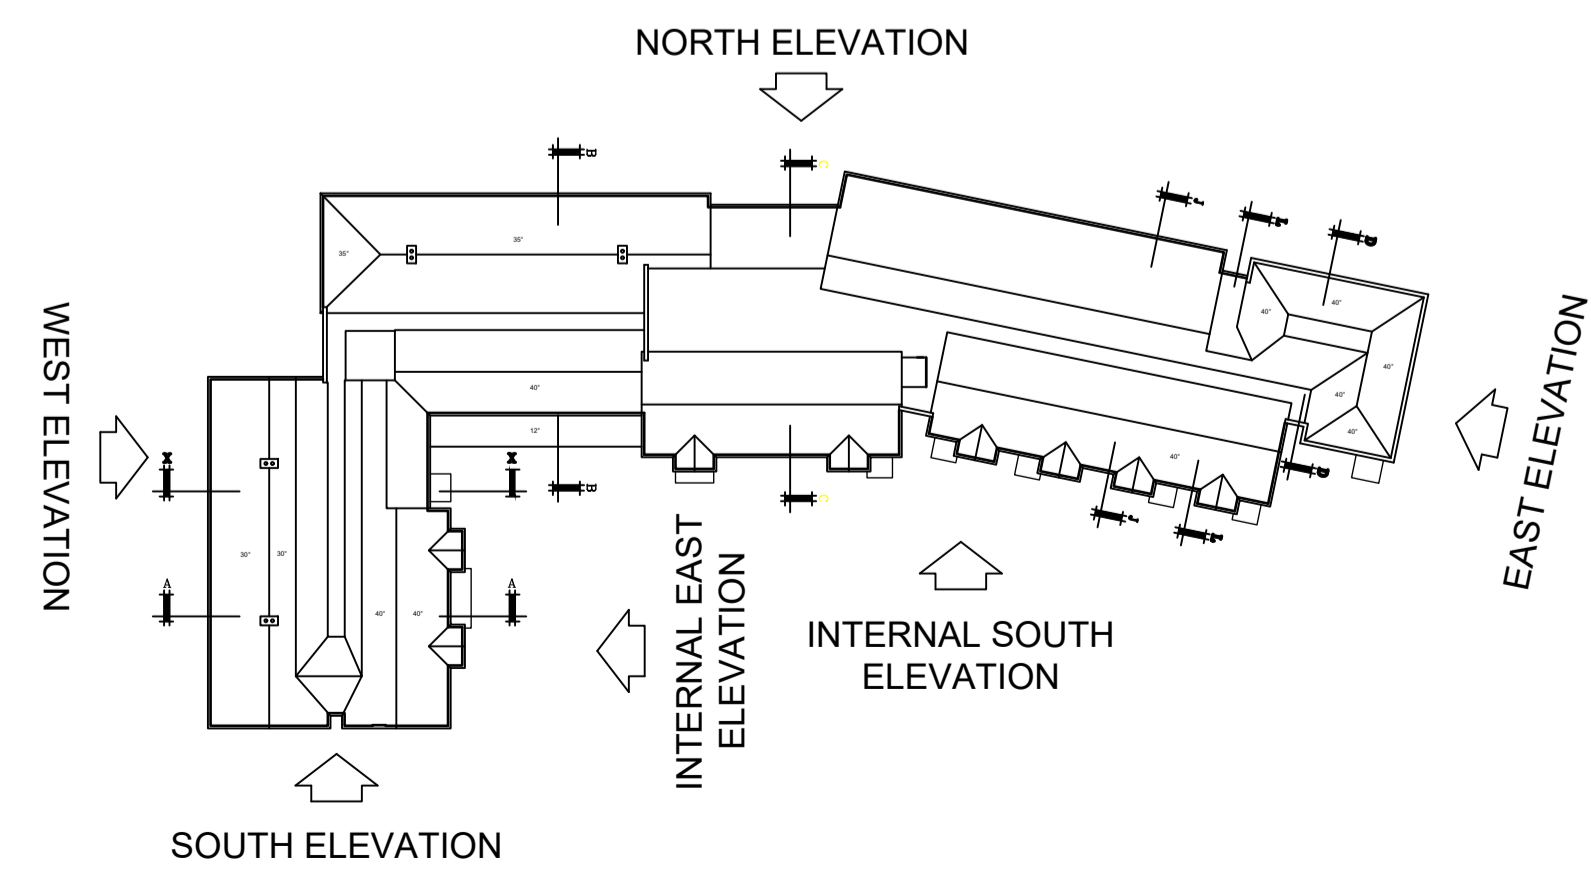 NORTH ELEVATION
B
C
J
L
D
35°
35°
40°
40°
40°
40°
40°
WEST ELEVATION
EAST ELEVATION
40°
12°
40°
X
X
B
C
D
J
L
30°
30°
A
A
40°
40°
INTERNAL EAST
ELEVATION
INTERNAL SOUTH
ELEVATION
SOUTH ELEVATION